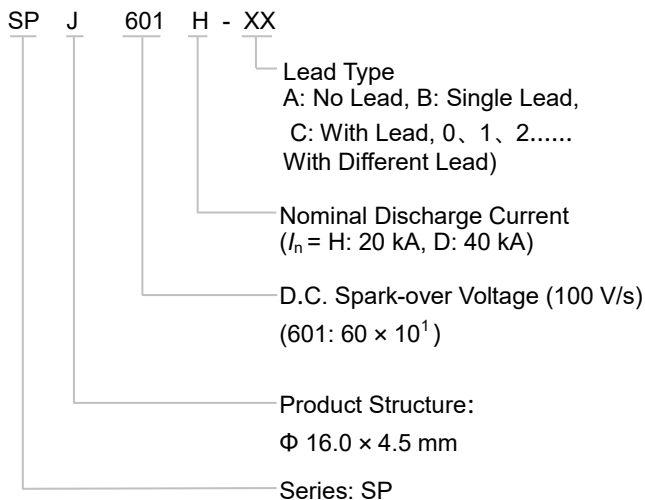 SP J 601 H - XX
Lead Type
A: No Lead, B: Single Lead,
C: With Lead, 0、1、2......
With Different Lead)
Nominal Discharge Current
(Iₙ = H: 20 kA, D: 40 kA)
D.C. Spark-over Voltage (100 V/s)
(601: 60 × 10¹)
Product Structure:
Φ 16.0 × 4.5 mm
Series: SP